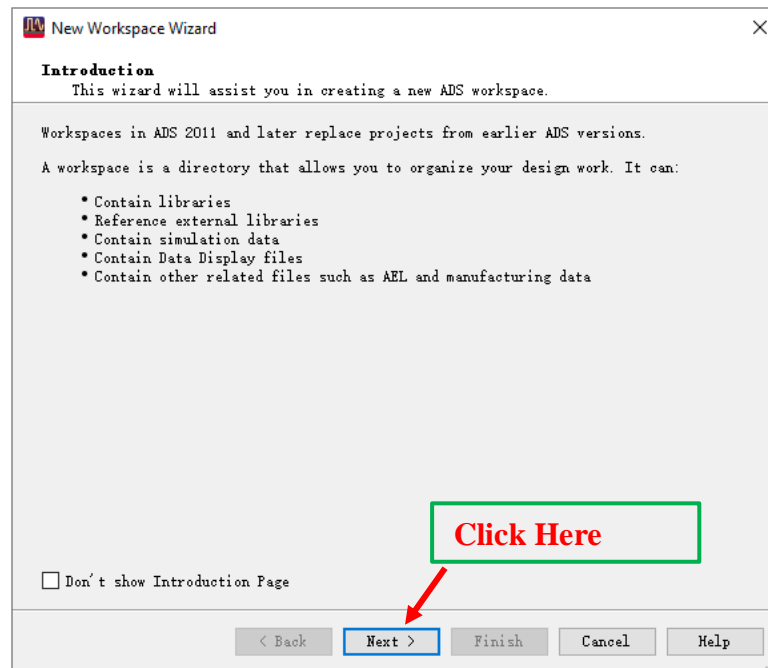 New Workspace Wizard
Introduction
This wizard will assist you in creating a new ADS workspace.
Workspaces in ADS 2011 and later replace projects from earlier ADS versions.
A workspace is a directory that allows you to organize your design work. It can:
• Contain libraries
• Reference external libraries
• Contain simulation data
• Contain Data Display files
• Contain other related files such as AEL and manufacturing data
Click Here
Don't show Introduction Page
< Back Next > Finish Cancel Help